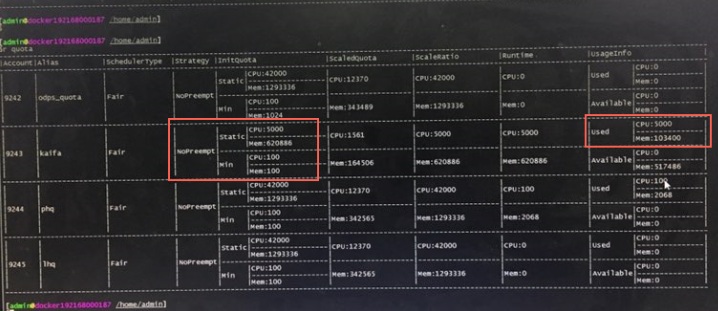 [admin@docker192168000187 /home/admin]
[admin@docker192168000187 /home/admin]
r quota
|Account|Alias |SchedulerType |Strategy |InitQuota |ScaledQuota |ScaleRatio |Runtime |UsageInfo
|9242 |odps_quota |Fair |NoPreempt |Static|CPU:42000 |CPU:12370 |CPU:42000 |CPU:0 |Used |CPU:0
|Mem:1293336 |Mem:0
|Min |CPU:100 |Mem:343489 |Mem:1293336 |Mem:0 |Available|CPU:0
|Mem:1024 |Mem:0
|9243 |kaifa |Fair |NoPreempt |Static|CPU:5000 |CPU:1561 |CPU:5000 |CPU:5000 |Used |CPU:5000
|Mem:620886 |Mem:103400
|Min |CPU:100 |Mem:164506 |Mem:620886 |Mem:620886 |Available|CPU:0
|Mem:100 |Mem:517486
|9244 |phq |Fair |NoPreempt |Static|CPU:42000 |CPU:12370 |CPU:42000 |CPU:100 |Used |CPU:100
|Mem:1293336 |Mem:2068
|Min |CPU:100 |Mem:342565 |Mem:1293336 |Mem:2068 |Available|CPU:0
|Mem:100 |Mem:0
|9245 |lhq |Fair |NoPreempt |Static|CPU:42000 |CPU:12370 |CPU:42000 |CPU:0 |Used |CPU:0
|Mem:1293336 |Mem:0
|Min |CPU:100 |Mem:342565 |Mem:1293336 |Mem:0 |Available|CPU:0
|Mem:100 |Mem:0
[admin@docker192168000187 /home/admin]